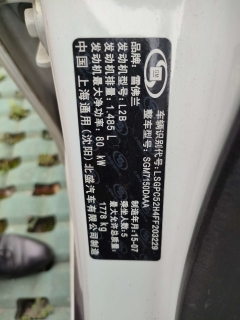 GM
车辆识别代号: LSGPC52H4FF203229
整车型号: SGM7150DAAA
品牌: 雪佛兰
发动机型号: L2B
发动机排量: 1.485 L
发动机最大净功率: 80 kW
制造年月: 15-07
乘坐人数: 5
最大允许总质量: 1778 kg
中国 上海通用(沈阳)北盛汽车有限公司制造